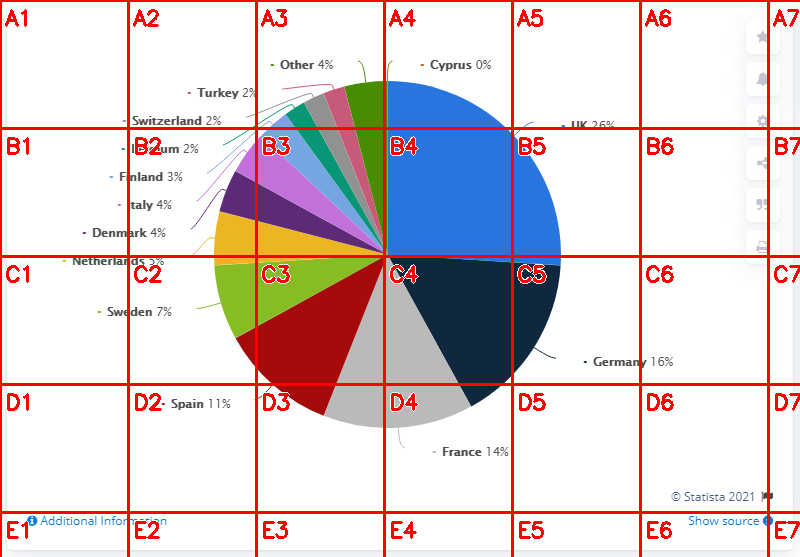 A1 A2 A3 A4 A5 A6 A7
Other 4%
Cyprus 0%
Turkey 2%
Switzerland 2%
UK 26%
B1 B2 B3 B4 B5 B6 B7
2%
Finland 3%
Italy 4%
Denmark 4%
Netherlands 5%
C1 C2 C3 C4 C5 C6 C7
Sweden 7%
Germany 16%
D1 D2 D3 D4 D5 D6 D7
Spain 11%
France 14%
© Statista 2021
Additional Information
Show source
E1 E2 E3 E4 E5 E6 E7